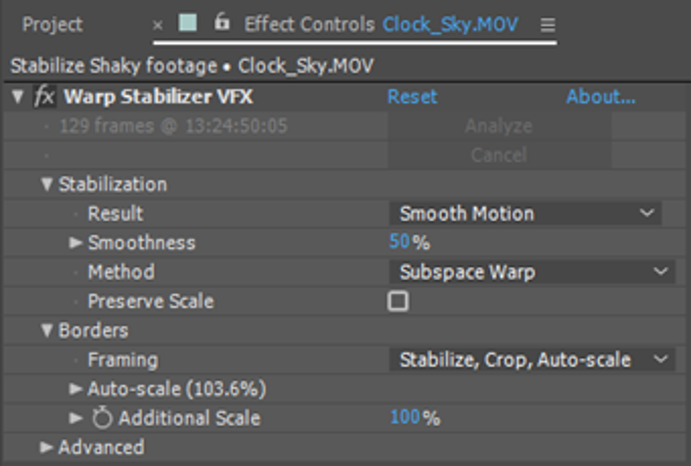 Project × Effect Controls Clock_Sky.MOV
Stabilize Shaky footage • Clock_Sky.MOV
fx Warp Stabilizer VFX Reset About...
129 frames @ 13:24:50:05 Analyze
Cancel
Stabilization
Result Smooth Motion
Smoothness 50%
Method Subspace Warp
Preserve Scale
Borders
Framing Stabilize, Crop, Auto-scale
Auto-scale (103.6%)
Additional Scale 100%
Advanced